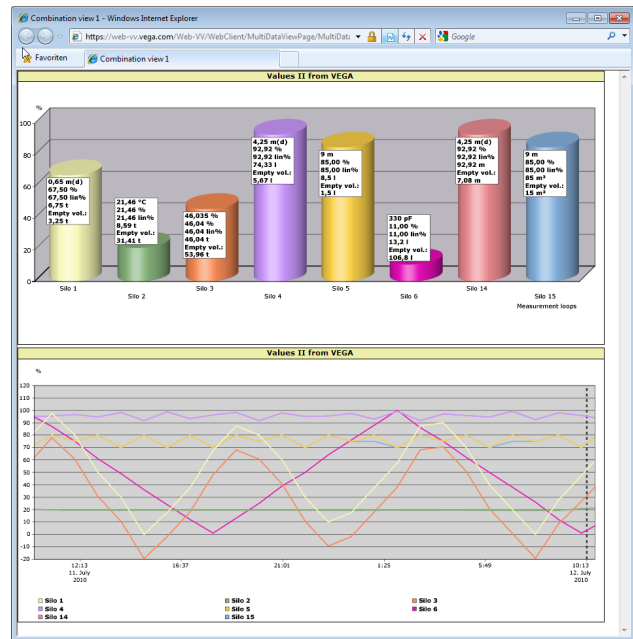 Combination view 1 - Windows Internet Explorer
https://web-vv.vega.com/Web-VV/WebClient/MultiDataViewPage/MultiData
Google
Favoriten
Combination view 1
Values II from VEGA
%
100
80
60
40
20
0
0,65 m(d)
67,50 %
67,50 lin%
6,75 t
Empty vol.:
3,25 t
21,46 °C
21,46 %
21,46 lin%
8,59 t
Empty vol.:
31,41 t
46,035 %
46,04 %
46,04 lin%
46,04 t
Empty vol.:
53,96 t
4,25 m(d)
92,92 %
92,92 lin%
74,33 l
Empty vol.:
5,67 l
9 m
85,00 %
85,00 lin%
8,5 l
Empty vol.:
1,5 l
330 pF
11,00 %
11,00 lin%
13,2 l
Empty vol.:
106,8 l
4,25 m(d)
92,92 %
92,92 lin%
92,92 m
Empty vol.:
7,08 m
9 m
85,00 %
85,00 lin%
85 m³
Empty vol.:
15 m³
Silo 1
Silo 2
Silo 3
Silo 4
Silo 5
Silo 6
Silo 14
Silo 15
Measurement loops
Values II from VEGA
%
120
110
100
90
80
70
60
50
40
30
20
10
0
-10
-20
12:13
11. July
2010
16:37
21:01
1:25
5:49
10:13
12. July
2010
Silo 1
Silo 2
Silo 3
Silo 4
Silo 5
Silo 6
Silo 14
Silo 15